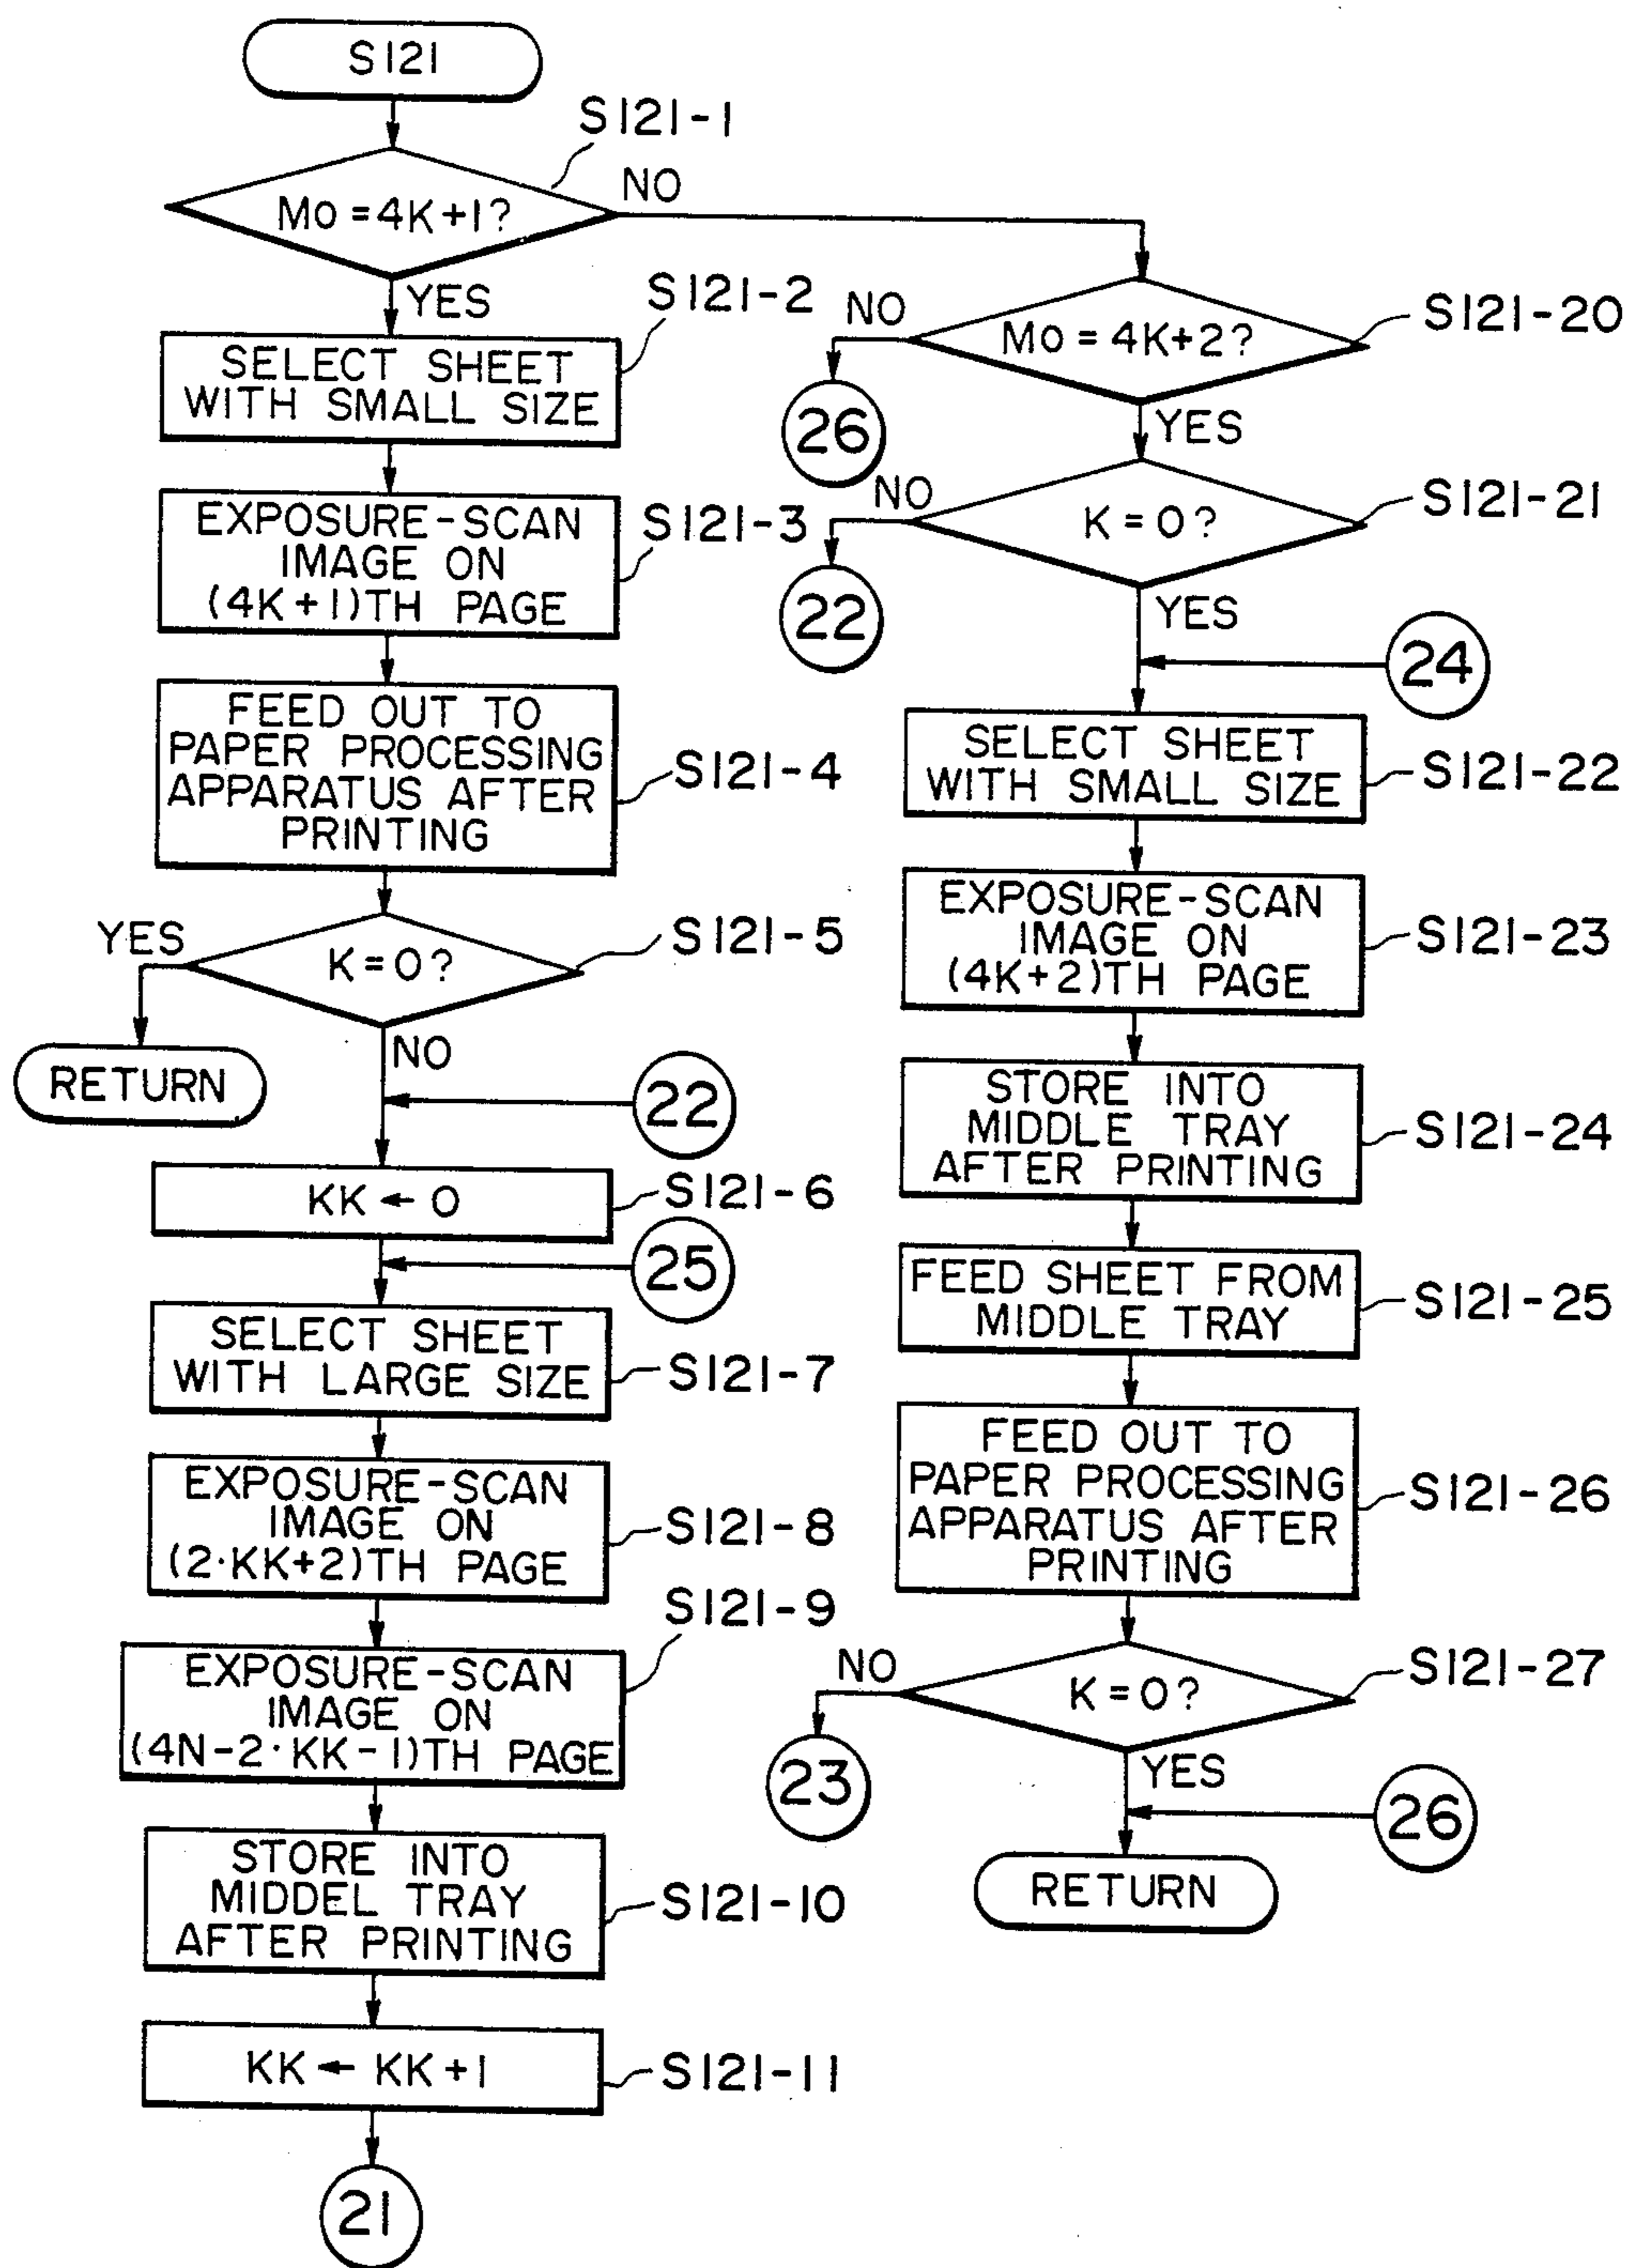 S121
S121-1
Mo = 4K+1?
NO
YES
S121-2
SELECT SHEET
WITH SMALL SIZE
EXPOSURE-SCAN
IMAGE ON
(4K+1)TH PAGE
S121-3
FEED OUT TO
PAPER PROCESSING
APPARATUS AFTER
PRINTING
S121-4
YES
K=0?
S121-5
RETURN
NO
22
KK ← 0
S121-6
25
SELECT SHEET
WITH LARGE SIZE
S121-7
EXPOSURE-SCAN
IMAGE ON
(2·KK+2)TH PAGE
S121-8
S121-9
EXPOSURE-SCAN
IMAGE ON
(4N-2·KK-1)TH PAGE
STORE INTO
MIDDEL TRAY
AFTER PRINTING
S121-10
KK ← KK+1
S121-11
21
NO
Mo = 4K+2?
S121-20
26
YES
NO
K=0?
S121-21
22
YES
24
SELECT SHEET
WITH SMALL SIZE
S121-22
EXPOSURE-SCAN
IMAGE ON
(4K+2)TH PAGE
S121-23
STORE INTO
MIDDLE TRAY
AFTER PRINTING
S121-24
FEED SHEET FROM
MIDDLE TRAY
S121-25
FEED OUT TO
PAPER PROCESSING
APPARATUS AFTER
PRINTING
S121-26
NO
K=0?
S121-27
23
YES
26
RETURN